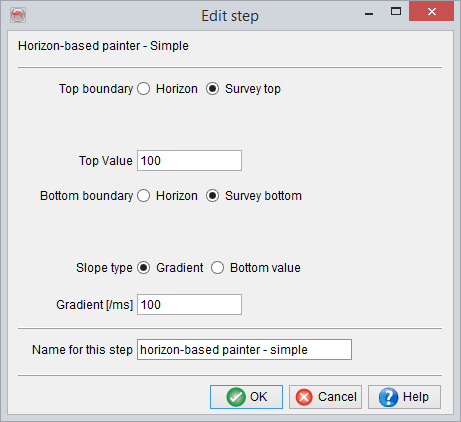 Edit step
Horizon-based painter - Simple
Top boundary Horizon Survey top
Top Value 100
Bottom boundary Horizon Survey bottom
Slope type Gradient Bottom value
Gradient [/ms] 100
Name for this step horizon-based painter - simple
OK Cancel Help